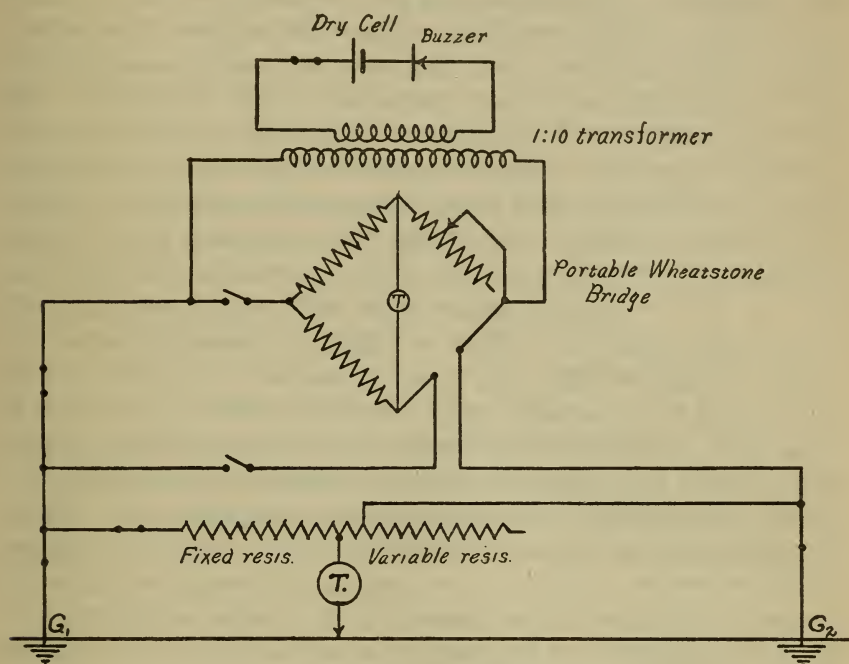 Dry Cell
Buzzer
1:10 transformer
Portable Wheatstone
Bridge
T
Fixed resis.
Variable resis.
T.
G₁
G₂